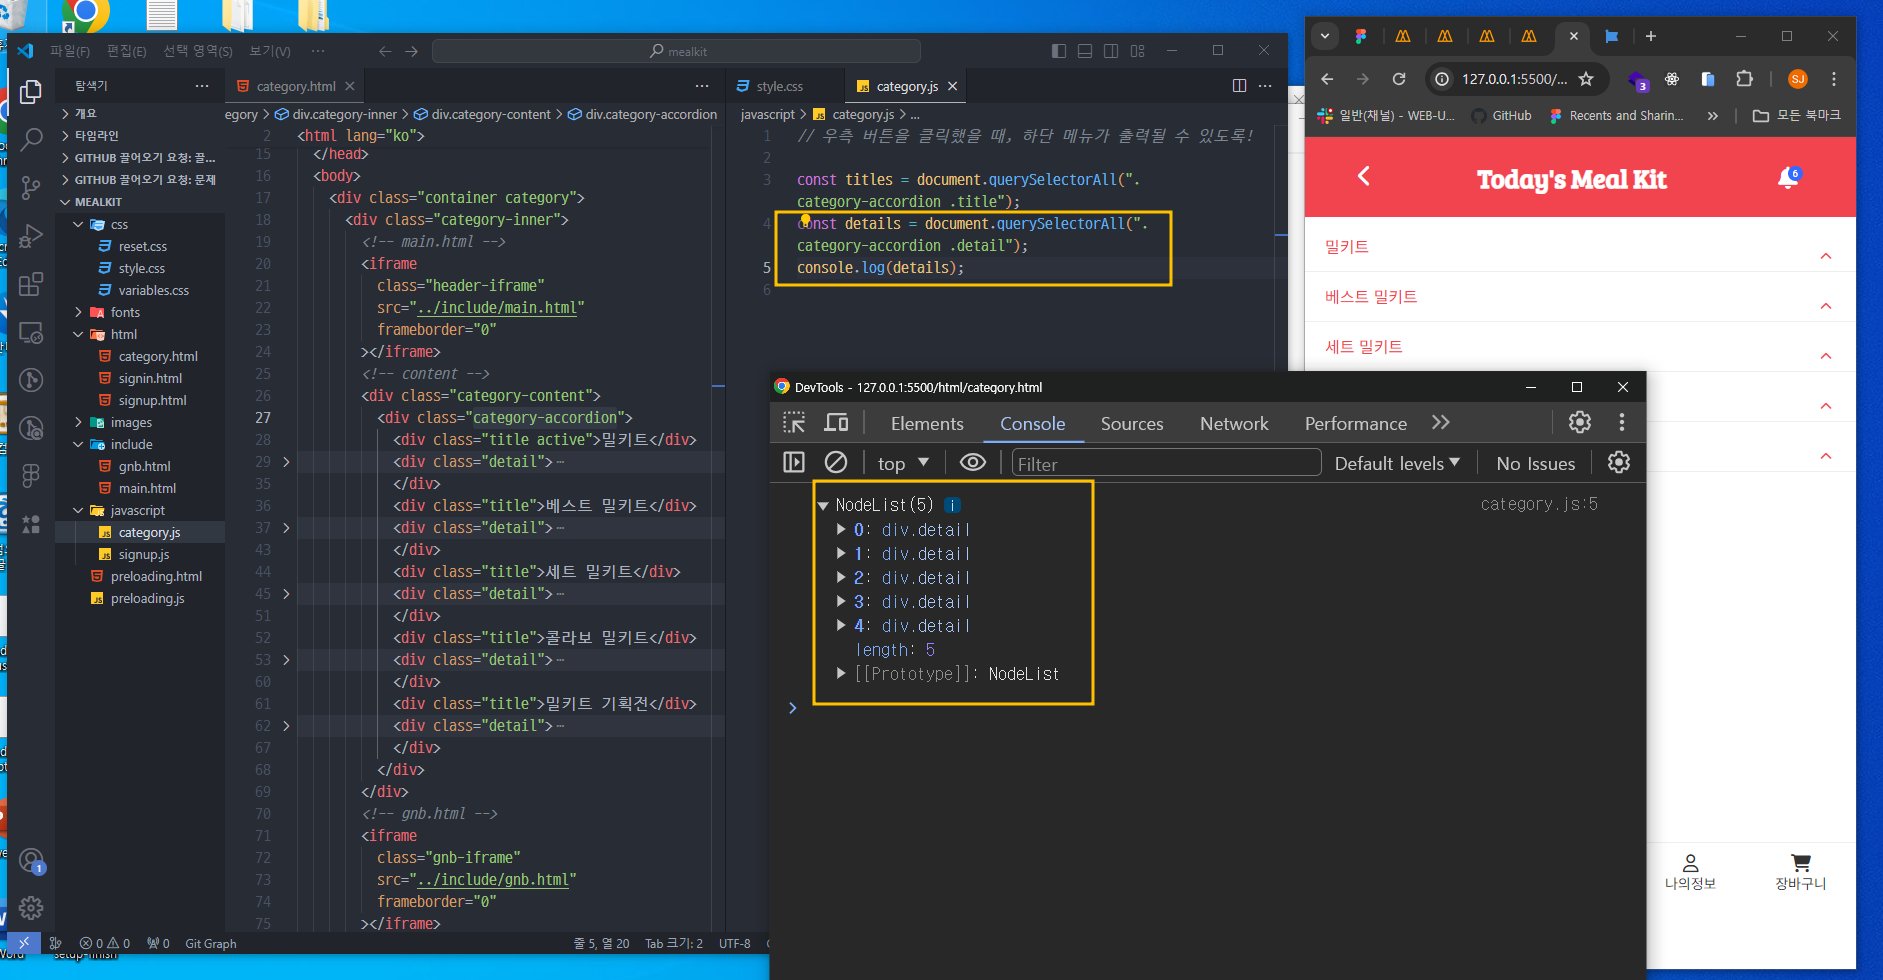 파일(F) 편집(E) 선택 영역(S) 보기(V) ···
mealkit
탐색기
개요
타임라인
GITHUB 끌어오기 요청: 끌...
GITHUB 끌어오기 요청: 문제
MEALKIT
css
reset.css
style.css
variables.css
fonts
html
category.html
signin.html
signup.html
images
include
gnb.html
main.html
javascript
category.js
signup.js
preloading.html
preloading.js
1
category.html
egory > div.category-inner > div.category-content > div.category-accordion
2 <html lang="ko">
15 </head>
16 <body>
17 <div class="container category">
18 <div class="category-inner">
19 <!-- main.html -->
20 <iframe
21 class="header-iframe"
22 src="../include/main.html"
23 frameborder="0"
24 ></iframe>
25 <!-- content -->
26 <div class="category-content">
27 <div class="category-accordion">
28 <div class="title active">밀키트</div>
29 <div class="detail">⋯
35 </div>
36 <div class="title">베스트 밀키트</div>
37 <div class="detail">⋯
43 </div>
44 <div class="title">세트 밀키트</div>
45 <div class="detail">⋯
51 </div>
52 <div class="title">콜라보 밀키트</div>
53 <div class="detail">⋯
60 </div>
61 <div class="title">밀키트 기획전</div>
62 <div class="detail">⋯
67 </div>
68 </div>
69 </div>
70 <!-- gnb.html -->
71 <iframe
72 class="gnb-iframe"
73 src="../include/gnb.html"
74 frameborder="0"
75 ></iframe>
style.css category.js
javascript > category.js > ...
1 // 우측 버튼을 클릭했을 때, 하단 메뉴가 출력될 수 있도록!
2
3 const titles = document.querySelectorAll(".
category-accordion .title");
4 const details = document.querySelectorAll(".
category-accordion .detail");
5 console.log(details);
6
0 0 0 Git Graph 줄 5, 열 20 Tab 크기: 2 UTF-8
DevTools - 127.0.0.1:5500/html/category.html
Elements Console Sources Network Performance
top Filter Default levels No Issues
NodeList(5) i category.js:5
0: div.detail
1: div.detail
2: div.detail
3: div.detail
4: div.detail
length: 5
[[Prototype]]: NodeList
127.0.0.1:5500/... 3 SJ
일반(채널) - WEB-U... GitHub Recents and Sharin... 모든 북마크
Today's Meal Kit 6
밀키트
베스트 밀키트
세트 밀키트
나의정보 장바구니